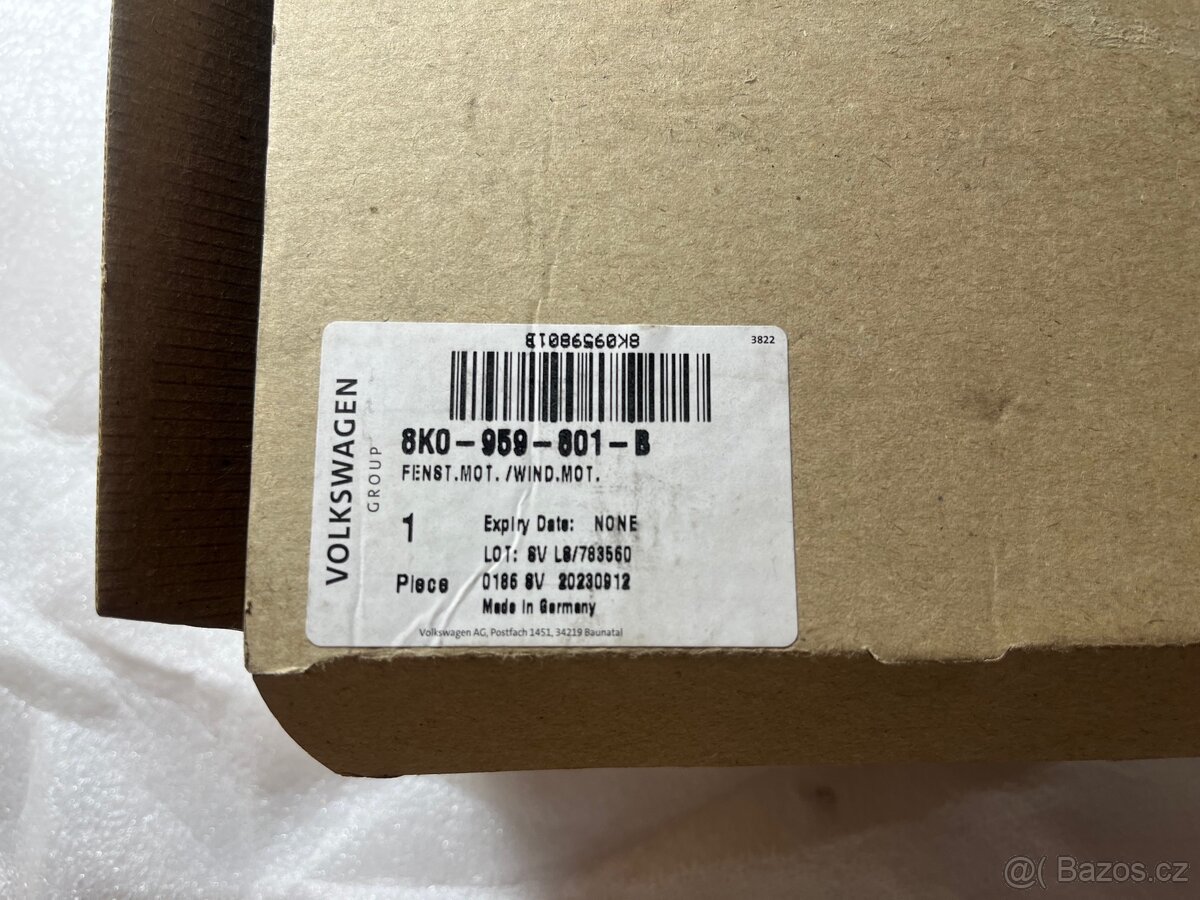 8K0959801B
3822
VOLKSWAGEN
GROUP
8K0-959-801-B
FENST.MOT./WIND.MOT.
1
Piece
Expiry Date: NONE
LOT: SV LS/783560
0186 SV 20230912
Made in Germany
Volkswagen AG, Postfach 1451, 34219 Baunatal
@( Bazos.cz